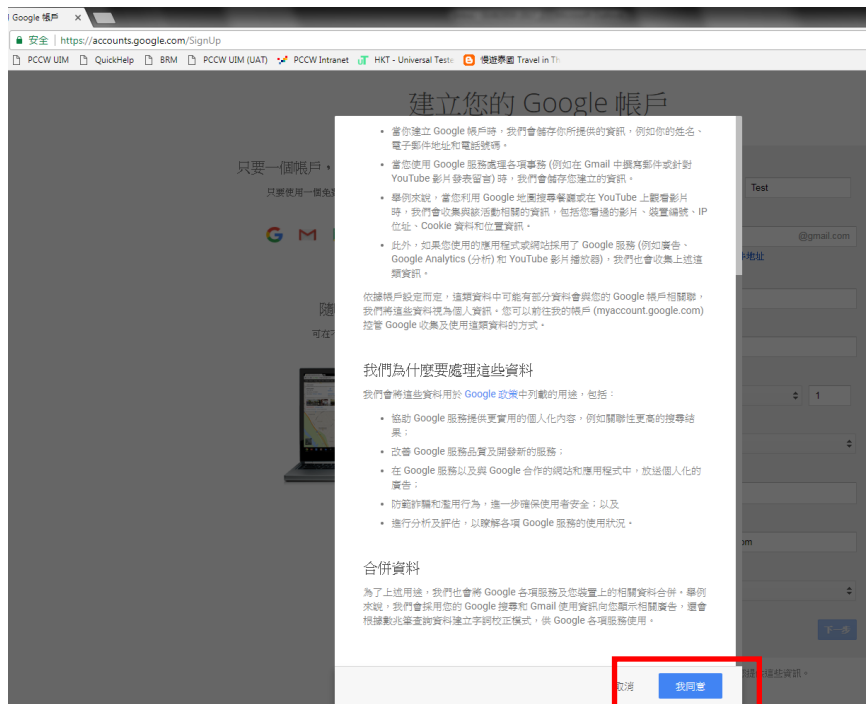 Google 帳戶
安全 | https://accounts.google.com/SignUp
PCCW UIM QuickHelp BRM PCCW UIM (UAT) PCCW Intranet HKT - Universal Teste 慢遊泰國 Travel in Th
建立您的 Google 帳戶
• 當你建立 Google 帳戶時，我們會儲存你所提供的資訊，例如你的姓名、
電子郵件地址和電話號碼。
只要一個帳戶，
• 當您使用 Google 服務處理各項事務 (例如在 Gmail 中撰寫郵件或針對
YouTube 影片發表留言) 時，我們會儲存您建立的資訊。
只要使用一個免
Test
• 舉例來說，當您利用 Google 地圖搜尋餐廳或在 YouTube 上觀看影片
時，我們會收集與該活動相關的資訊，包括您看過的影片、裝置編號、IP
位址、Cookie 資料和位置資訊。
G M
@gmail.com
• 此外，如果您使用的應用程式或網站採用了 Google 服務 (例如廣告、
Google Analytics (分析) 和 YouTube 影片播放器)，我們也會收集上述這
類資訊。
地址
依據帳戶設定而定，這類資料中可能有部分資料會與您的 Google 帳戶相關聯，
我們將這些資料視為個人資訊。您可以前往我的帳戶 (myaccount.google.com)
控管 Google 收集及使用這類資料的方式。
隨
可在
我們為什麼要處理這些資料
我們會將這些資料用於 Google 政策中列載的用途，包括：
1
• 協助 Google 服務提供更實用的個人化內容，例如關聯性更高的搜尋結
果；
• 改善 Google 服務品質及開發新的服務；
• 在 Google 服務以及與 Google 合作的網站和應用程式中，放送個人化的
廣告；
• 防範詐騙和濫用行為，進一步確保使用者安全；以及
• 進行分析及評估，以瞭解各項 Google 服務的使用狀況。
om
合併資料
為了上述用途，我們也會將 Google 各項服務及您裝置上的相關資料合併。舉例
來說，我們會採用您的 Google 搜尋和 Gmail 使用資訊向您顯示相關廣告，還會
根據數兆筆查詢資料建立字詞校正模式，供 Google 各項服務使用。
下一步
取消 我同意
這些資訊。